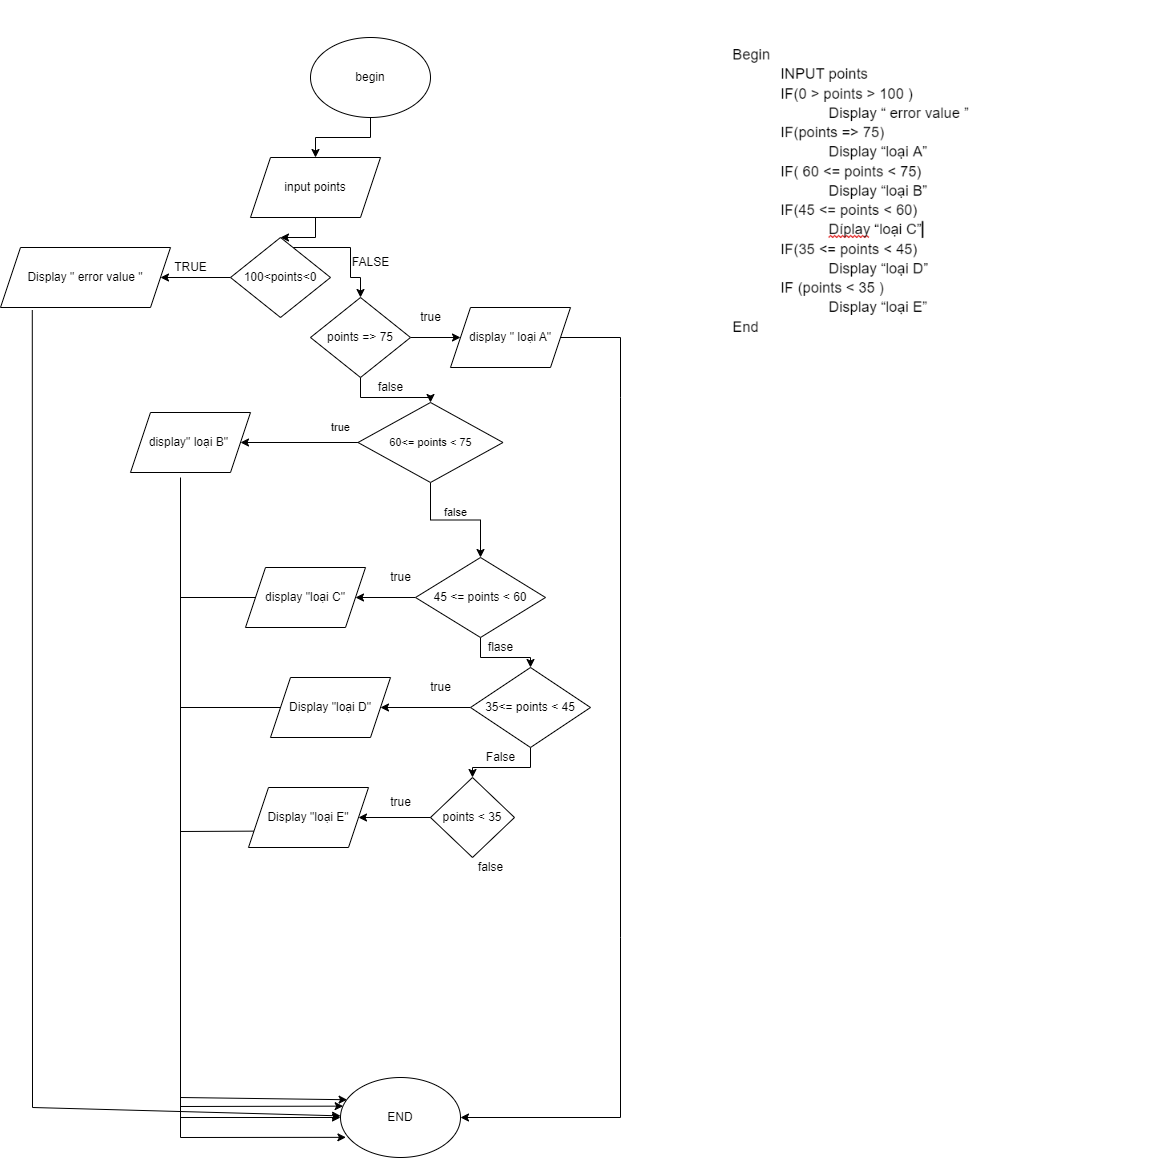 begin
input points
100<points<0
TRUE
Display " error value "
FALSE
points => 75
true
display " loại A"
false
60<= points < 75
true
display" loại B"
false
45 <= points < 60
true
display "loại C"
flase
35<= points < 45
true
Display "loại D"
False
points < 35
true
Display "loại E"
false
END
Begin
INPUT points
IF(0 > points > 100 )
Display “ error value ”
IF(points => 75)
Display “loại A”
IF( 60 <= points < 75)
Display “loại B”
IF(45 <= points < 60)
Diplay “loại C”
IF(35 <= points < 45)
Display “loại D”
IF (points < 35 )
Display “loại E”
End